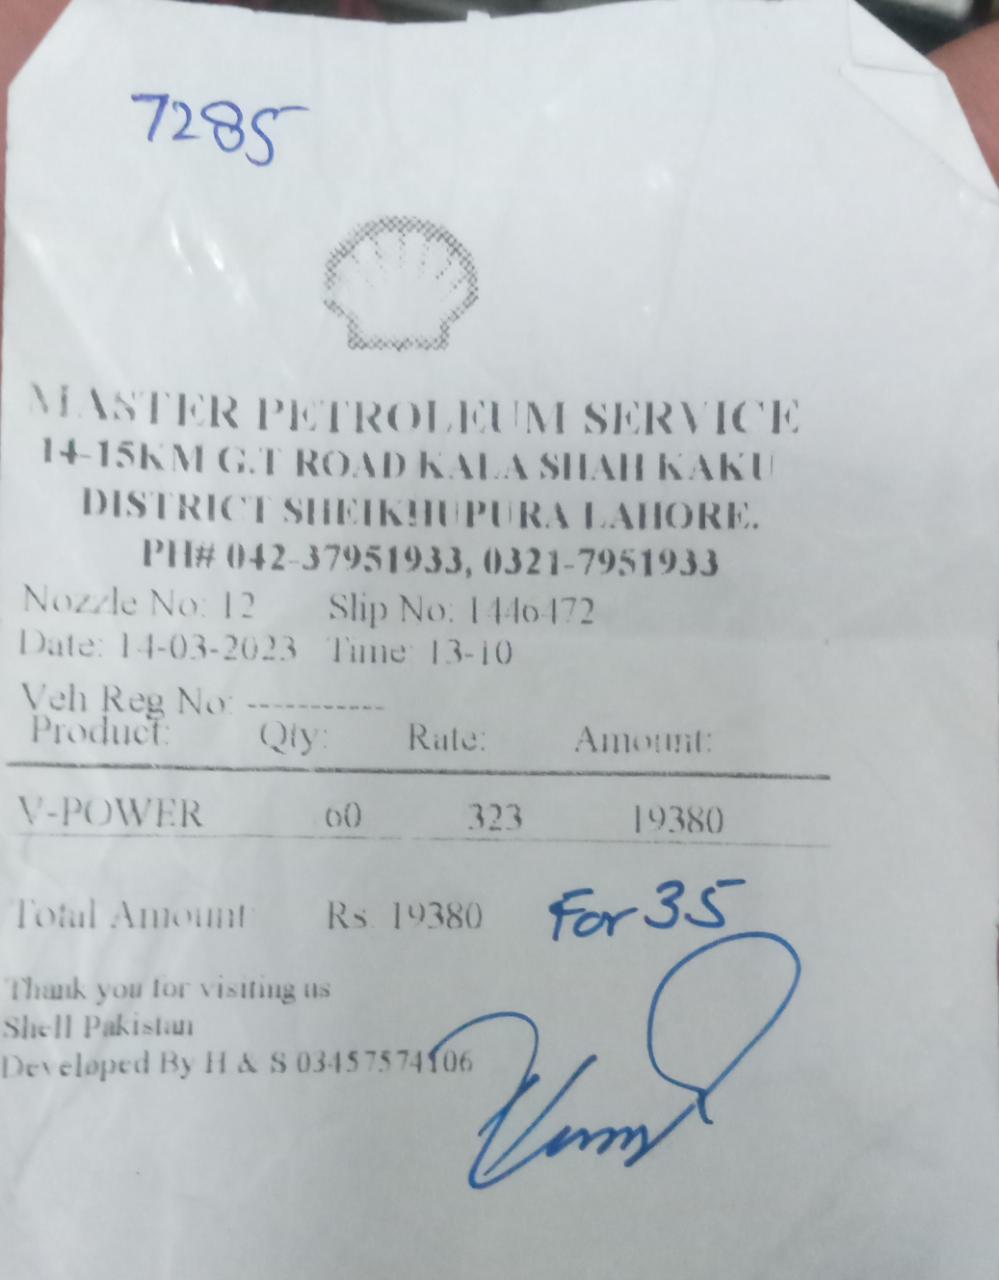 7285
MASTER PETROLEUM SERVICE
14-15KM G.T ROAD KALA SHAH KAKU
DISTRICT SHEIKHUPURA LAHORE.
PH# 042-37951933, 0321-7951933
Nozzle No: 12 Slip No: 1446472
Date: 14-03-2023 Time: 13-10
Veh Reg No: -----------
Product: Qty: Rate: Amount:
V-POWER 60 323 19380
Total Amount Rs. 19380 For 35
Thank you for visiting us
Shell Pakistan
Developed By H & S 03457574106